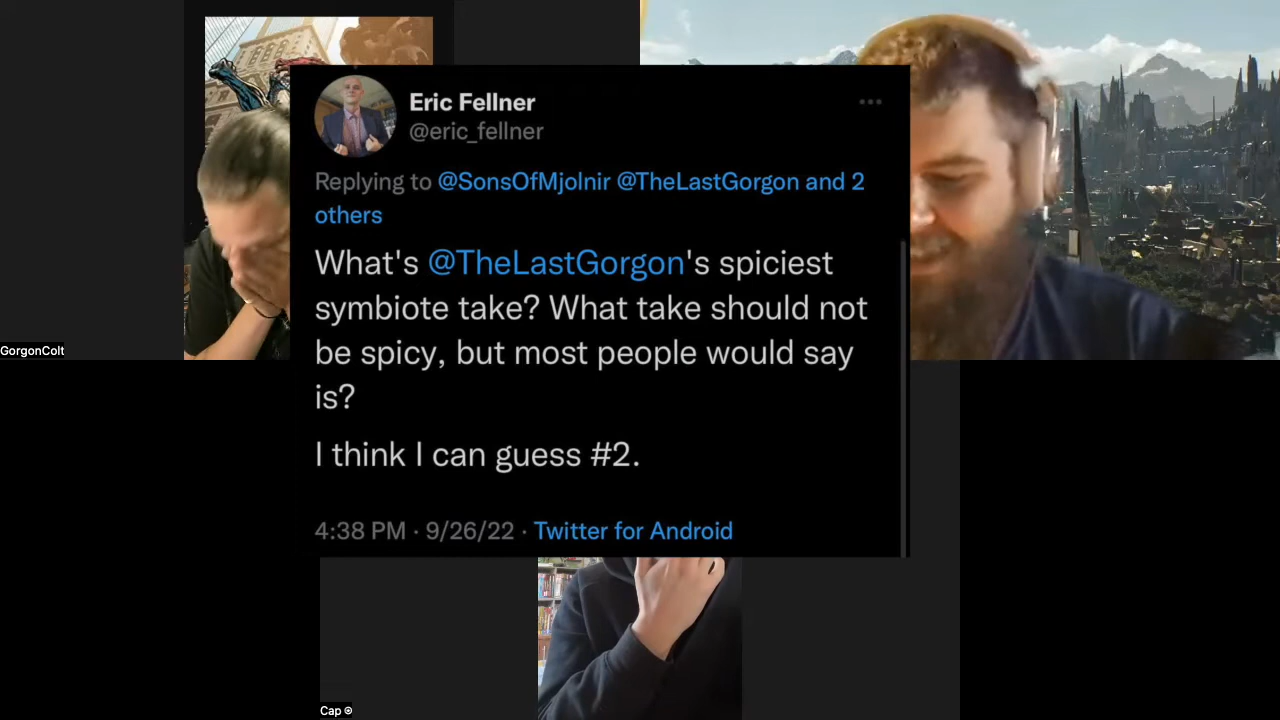 Eric Fellner
@eric_fellner
Replying to @SonsOfMjolnir @TheLastGorgon and 2
others
What's @TheLastGorgon's spiciest
symbiote take? What take should not
be spicy, but most people would say
is?
I think I can guess #2.
4:38 PM · 9/26/22 · Twitter for Android
GorgonColt
Cap